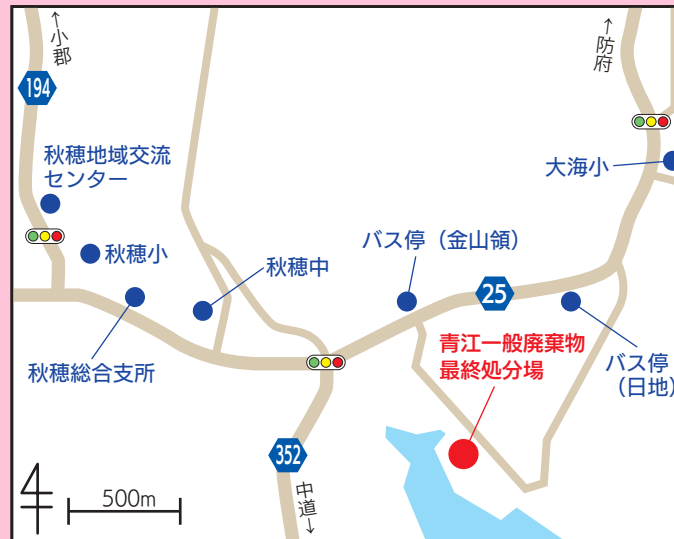 ←小郡
194
秋穂地域交流
センター
秋穂小
秋穂総合支所
秋穂中
バス停（金山領）
25
←防府
大海小
バス停
（日地）
青江一般廃棄物
最終処分場
352
中道→
500m